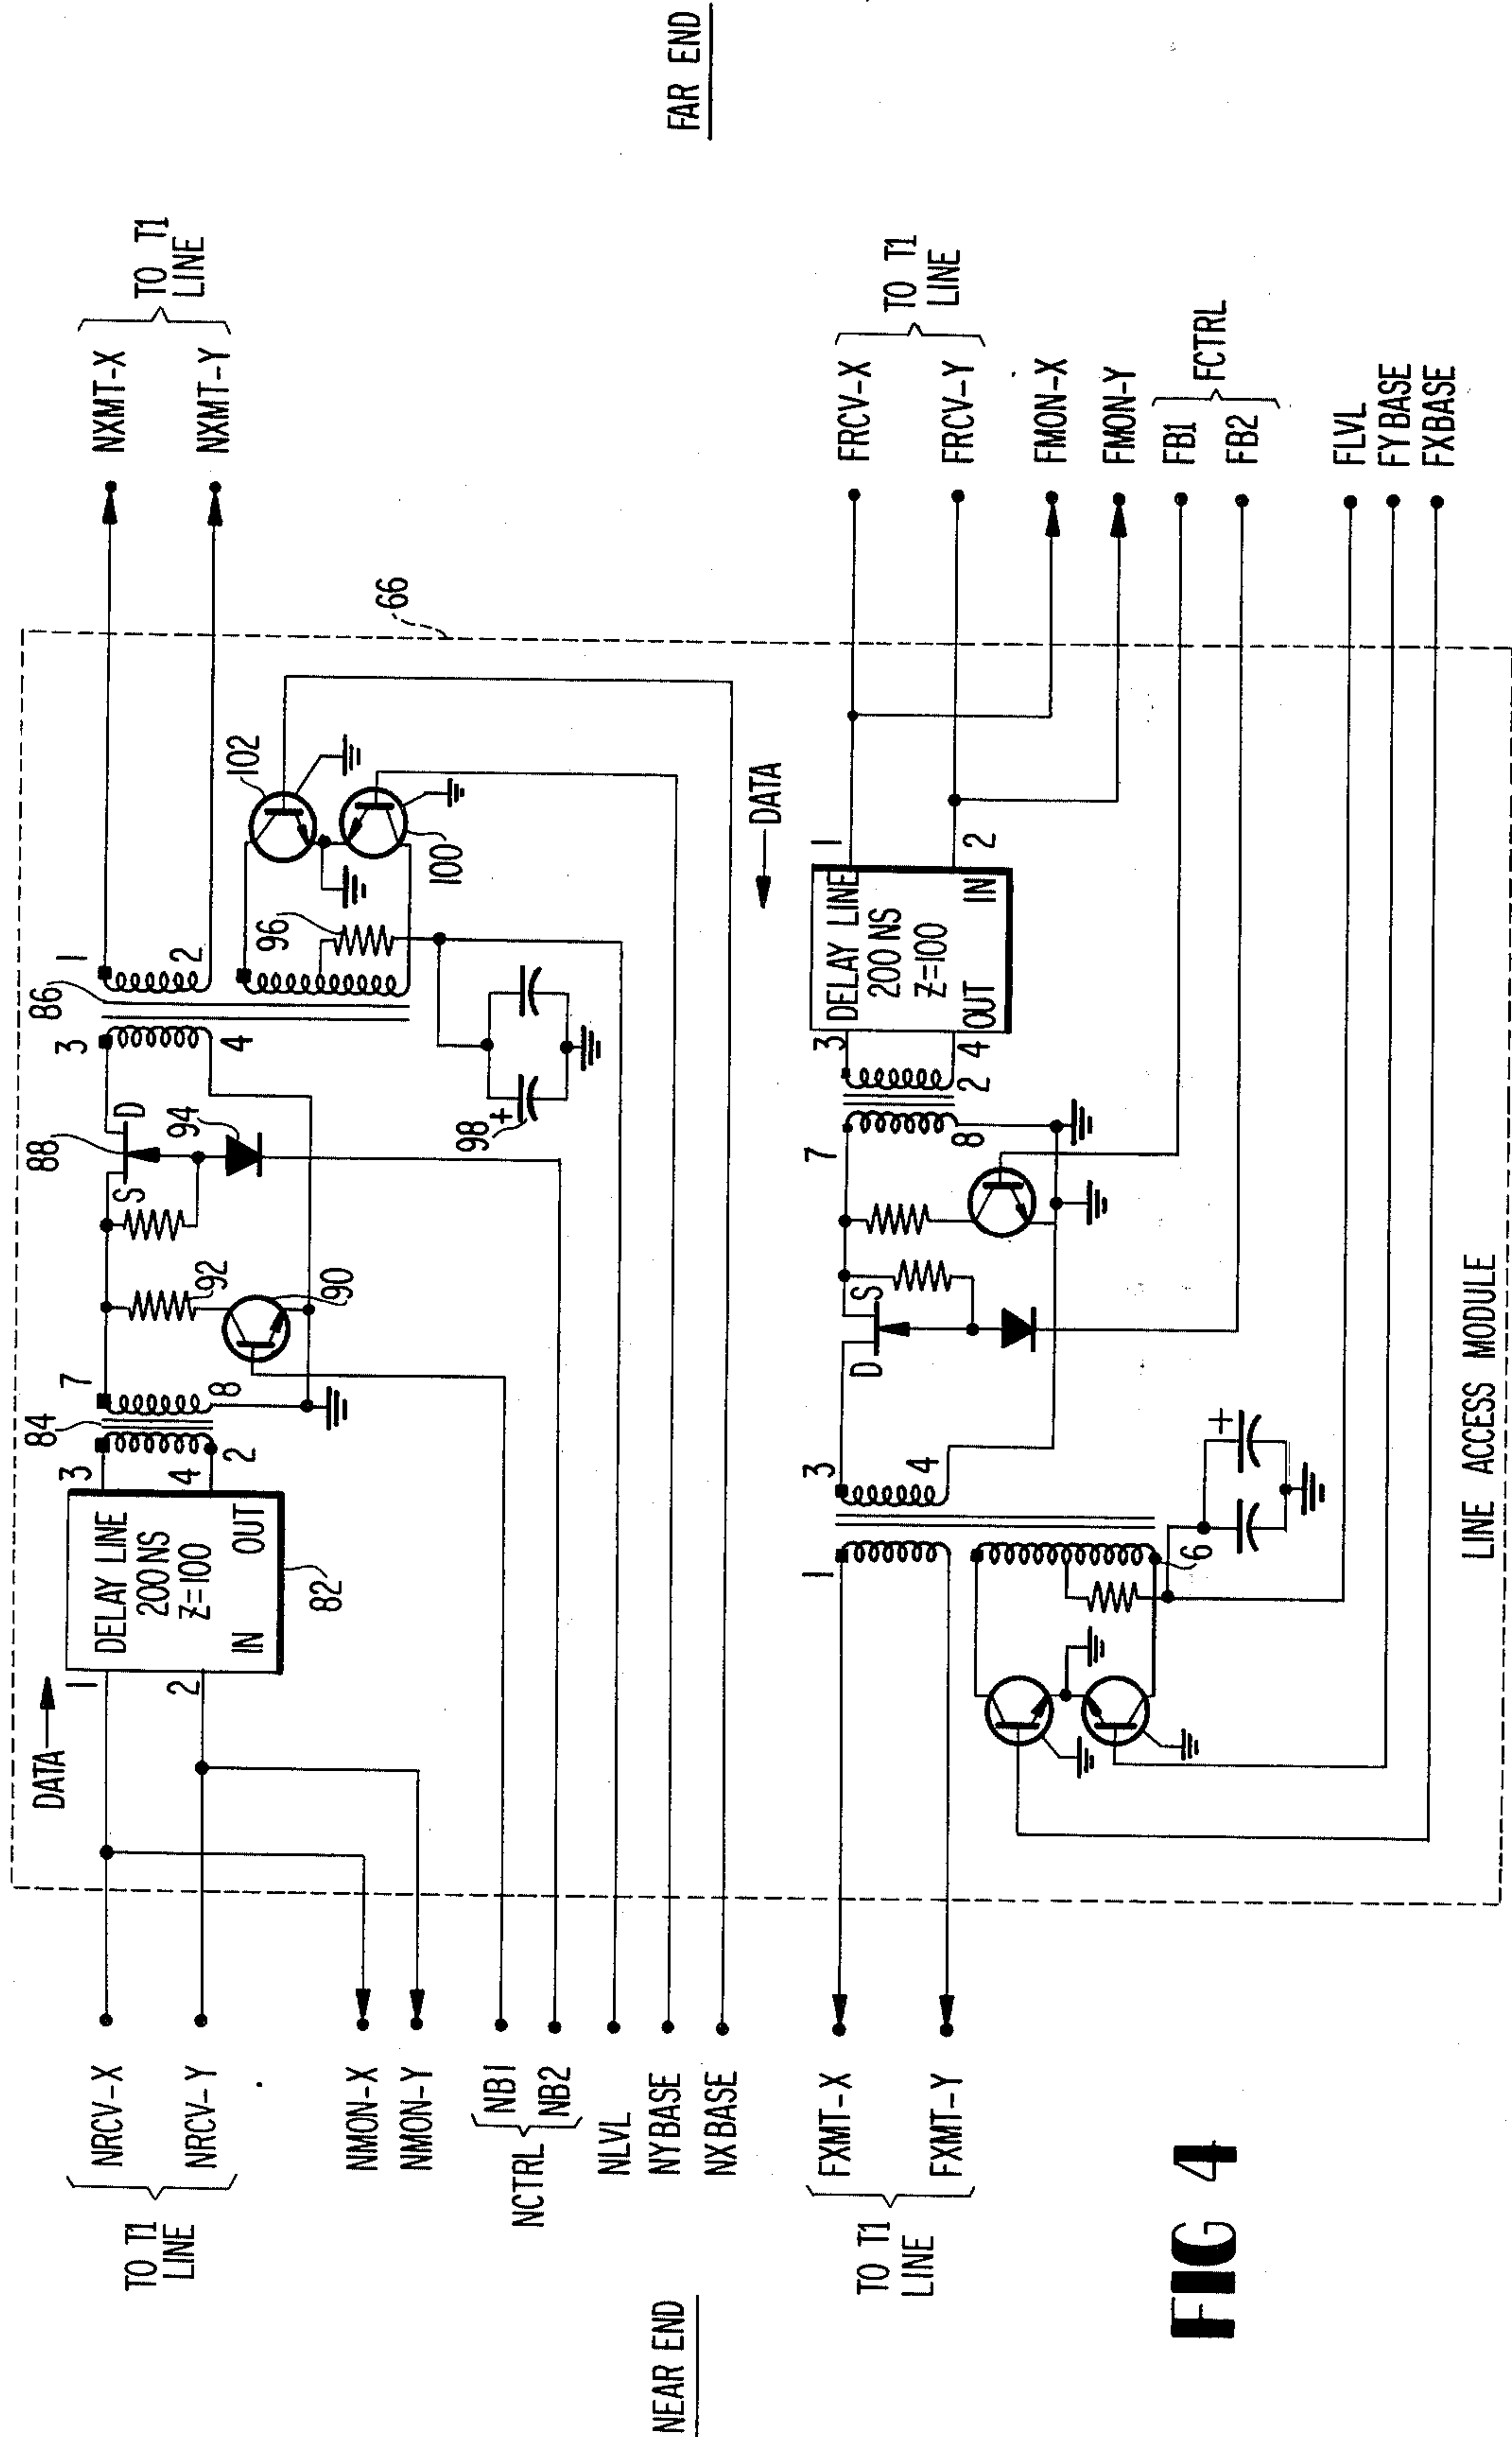 FAR END
TO T1
LINE
NXMT-X
NXMT-Y
TO T1
LINE
FRCV-X
FRCV-Y
FMON-X
FMON-Y
FB1
FCTRL
FB2
FLVL
FYBASE
FXBASE
66
102
100
96
86
1
2
3
4
98
88
D
S
94
92
90
7
8
84
3
4
2
DELAY LINE
200 NS
Z=100
IN
OUT
82
1
2
DATA
DATA
1
2
DELAY LINE
200 NS
Z=100
IN
OUT
3
4
2
7
8
S
D
3
4
1
6
LINE ACCESS MODULE
NRCV-X
NRCV-Y
TO T1
LINE
NMON-X
NMON-Y
NB1
NB2
NCTRL
NLVL
NYBASE
NXBASE
FXMT-X
FXMT-Y
TO T1
LINE
NEAR END
FIG 4